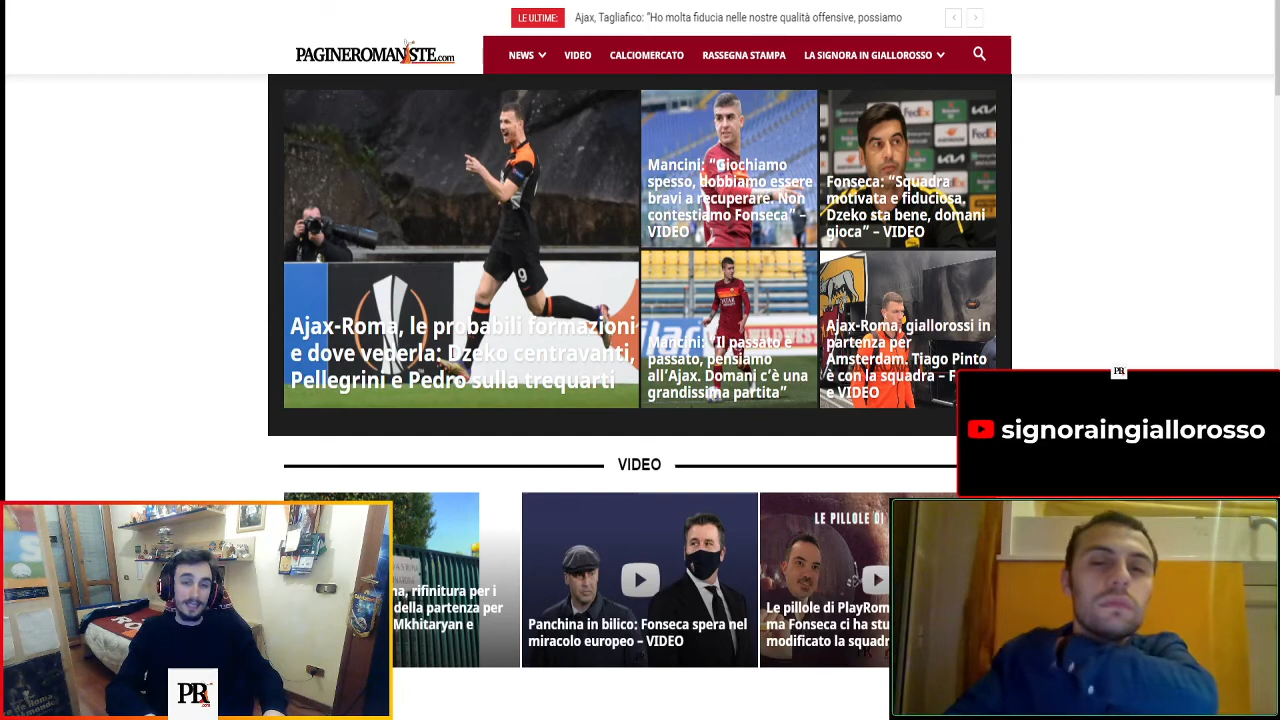 LE ULTIME:
Ajax, Tagliafico: “Ho molta fiducia nelle nostre qualità offensive, possiamo
PAGINEROMANISTE.com
NEWS
VIDEO
CALCIOMERCATO
RASSEGNA STAMPA
LA SIGNORA IN GIALLOROSSO
Ajax-Roma, le probabili formazioni
e dove vederla: Dzeko centravanti,
Pellegrini e Pedro sulla trequarti
Mancini: “Giochiamo
spesso, dobbiamo essere
bravi a recuperare. Non
contestiamo Fonseca” –
VIDEO
Fonseca: “Squadra
motivata e fiduciosa.
Dzeko sta bene, domani
gioca” – VIDEO
Mancini: “Il passato è
passato, pensiamo
all’Ajax. Domani c’è una
grandissima partita”
Ajax-Roma, giallorossi in
partenza per
Amsterdam. Tiago Pinto
è con la squadra – F
e VIDEO
PR
signoraingiallorosso
VIDEO
na, rifinitura per i
della partenza per
Mkhitaryan e
Panchina in bilico: Fonseca spera nel
miracolo europeo – VIDEO
LE PILLOLE DI
Le pillole di PlayRom
ma Fonseca ci ha stu
modificato la squadr
PR
.com